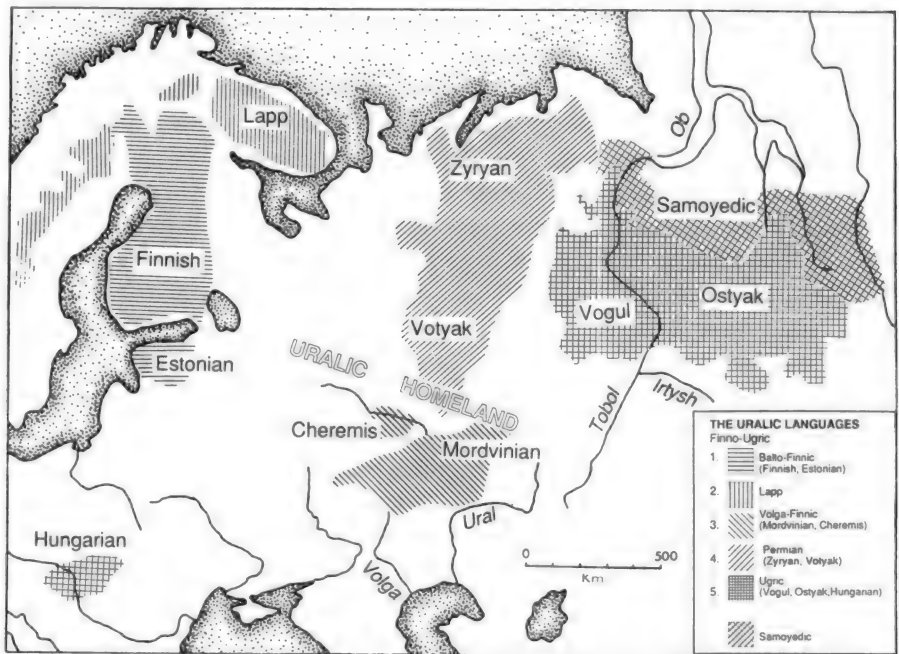 Lapp
Ob
Zyryan
Samoyedic
Finnish
Vogul
Ostyak
Votyak
Estonian
URALIC HOMELAND
Tobol
Irtysh
Cheremis
Mordvinian
Hungarian
Ural
Volga
0 500
Km
THE URALIC LANGUAGES
Finno-Ugric
1. Balto-Finnic
(Finnish, Estonian)
2. Lapp
3. Volga-Finnic
(Mordvinian, Cheremis)
4. Permian
(Zyryan, Votyak)
5. Ugric
(Vogul, Ostyak, Hungarian)
Samoyedic